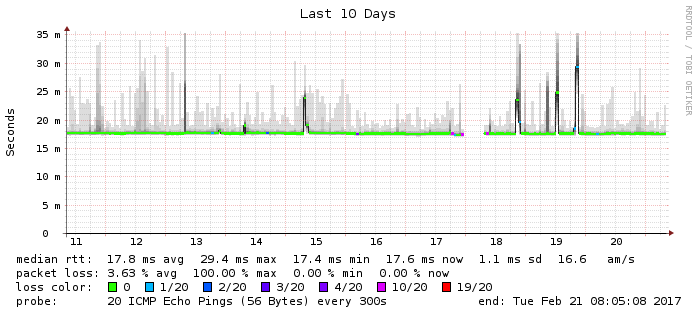 Last 10 Days
RRDTOOL / TOBI OETIKER
Seconds
35 m
30 m
25 m
20 m
15 m
10 m
5 m
0
11 12 13 14 15 16 17 18 19 20
median rtt: 17.8 ms avg 29.4 ms max 17.4 ms min 17.6 ms now 1.1 ms sd 16.6 am/s
packet loss: 3.63 % avg 100.00 % max 0.00 % min 0.00 % now
loss color: 0 1/20 2/20 3/20 4/20 10/20 19/20
probe: 20 ICMP Echo Pings (56 Bytes) every 300s end: Tue Feb 21 08:05:08 2017